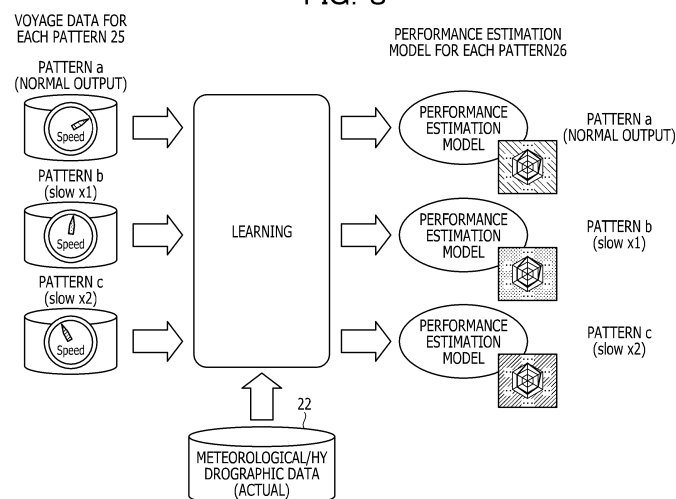 VOYAGE DATA FOR
EACH PATTERN 25
PERFORMANCE ESTIMATION
MODEL FOR EACH PATTERN26
PATTERN a
(NORMAL OUTPUT)
Speed
PATTERN b
(slow x1)
Speed
PATTERN c
(slow x2)
Speed
LEARNING
PERFORMANCE
ESTIMATION
MODEL
PATTERN a
(NORMAL OUTPUT)
PERFORMANCE
ESTIMATION
MODEL
PATTERN b
(slow x1)
PERFORMANCE
ESTIMATION
MODEL
PATTERN c
(slow x2)
22
METEOROLOGICAL/HY
DROGRAPHIC DATA
(ACTUAL)